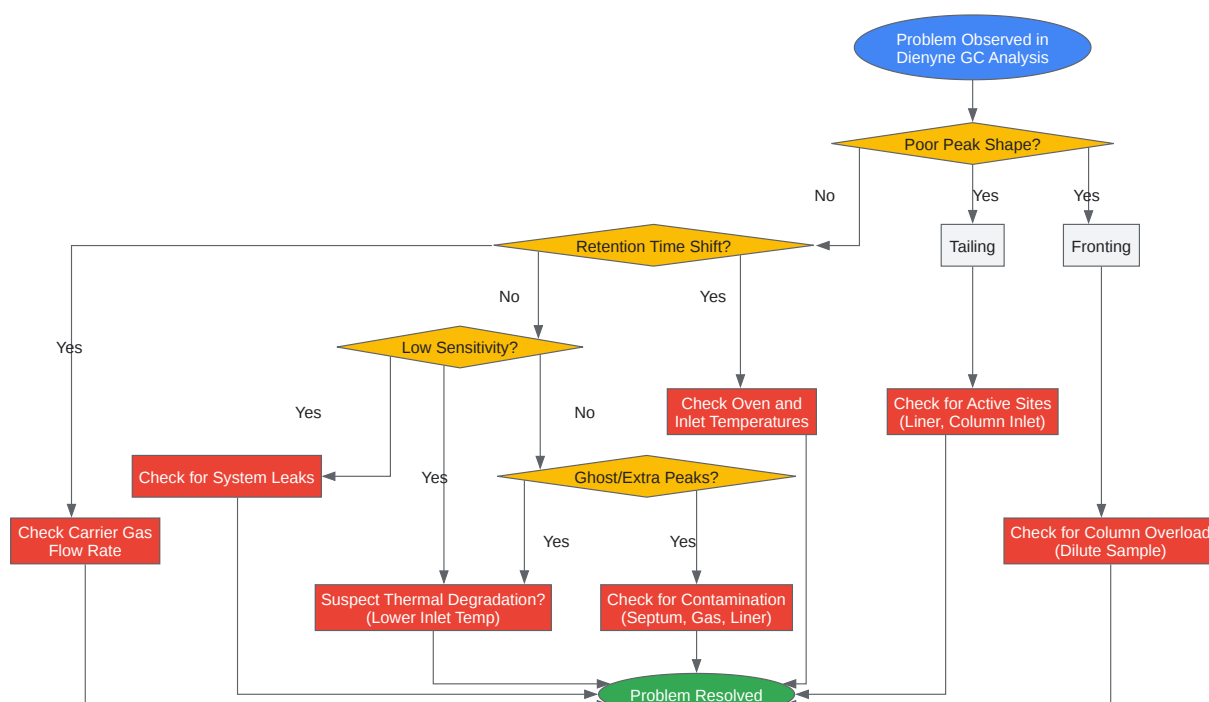 Problem Observed in
Dienyne GC Analysis
Poor Peak Shape?
No
Yes
Yes
Retention Time Shift?
Tailing
Fronting
No
Yes
Yes
Low Sensitivity?
Check Oven and
Inlet Temperatures
Check for Active Sites
(Liner, Column Inlet)
Yes
No
Check for System Leaks
Yes
Ghost/Extra Peaks?
Check Carrier Gas
Flow Rate
Yes
Yes
Check for Column Overload
(Dilute Sample)
Suspect Thermal Degradation?
(Lower Inlet Temp)
Check for Contamination
(Septum, Gas, Liner)
Problem Resolved